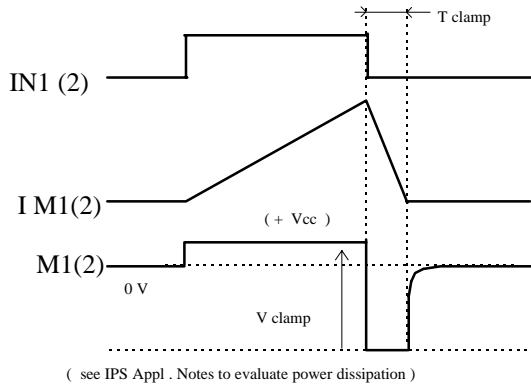 T clamp
IN1 (2)
I M1(2)
( + Vcc )
M1(2)
0 V
V clamp
( see IPS Appl . Notes to evaluate power dissipation )